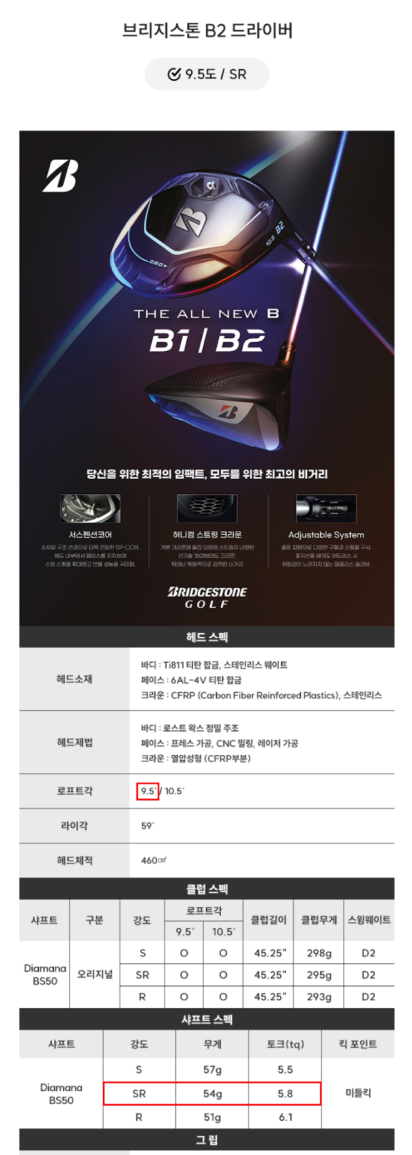 브리지스톤 B2 드라이버
9.5도 / SR
B
THE ALL NEW B
B1 | B2
당신을 위한 최적의 임팩트, 모두를 위한 최고의 비거리
서스펜션코어
허니컴 스트링 크라운
Adjustable System
BRIDGESTONE
GOLF
헤드 스펙
헤드소재
바디 : Ti811 티탄 합금, 스테인리스 웨이트
페이스 : 6AL-4V 티탄 합금
크라운 : CFRP (Carbon Fiber Reinforced Plastics), 스테인리스
헤드제법
바디 : 로스트 왁스 정밀 주조
페이스 : 프레스 가공, CNC 밀링, 레이저 가공
크라운 : 열압성형 (CFRP부분)
로프트각 9.5° / 10.5°
라이각 59°
헤드체적 460㎤
클럽 스펙
샤프트 구분 강도 로프트각 클럽길이 클럽무게 스윙웨이트
9.5° 10.5°
Diamana BS50 오리지널
S O O 45.25" 298g D2
SR O O 45.25" 295g D2
R O O 45.25" 293g D2
샤프트 스펙
샤프트 강도 무게 토크(tq) 킥 포인트
Diamana BS50
S 57g 5.5
SR 54g 5.8 미들킥
R 51g 6.1
그립